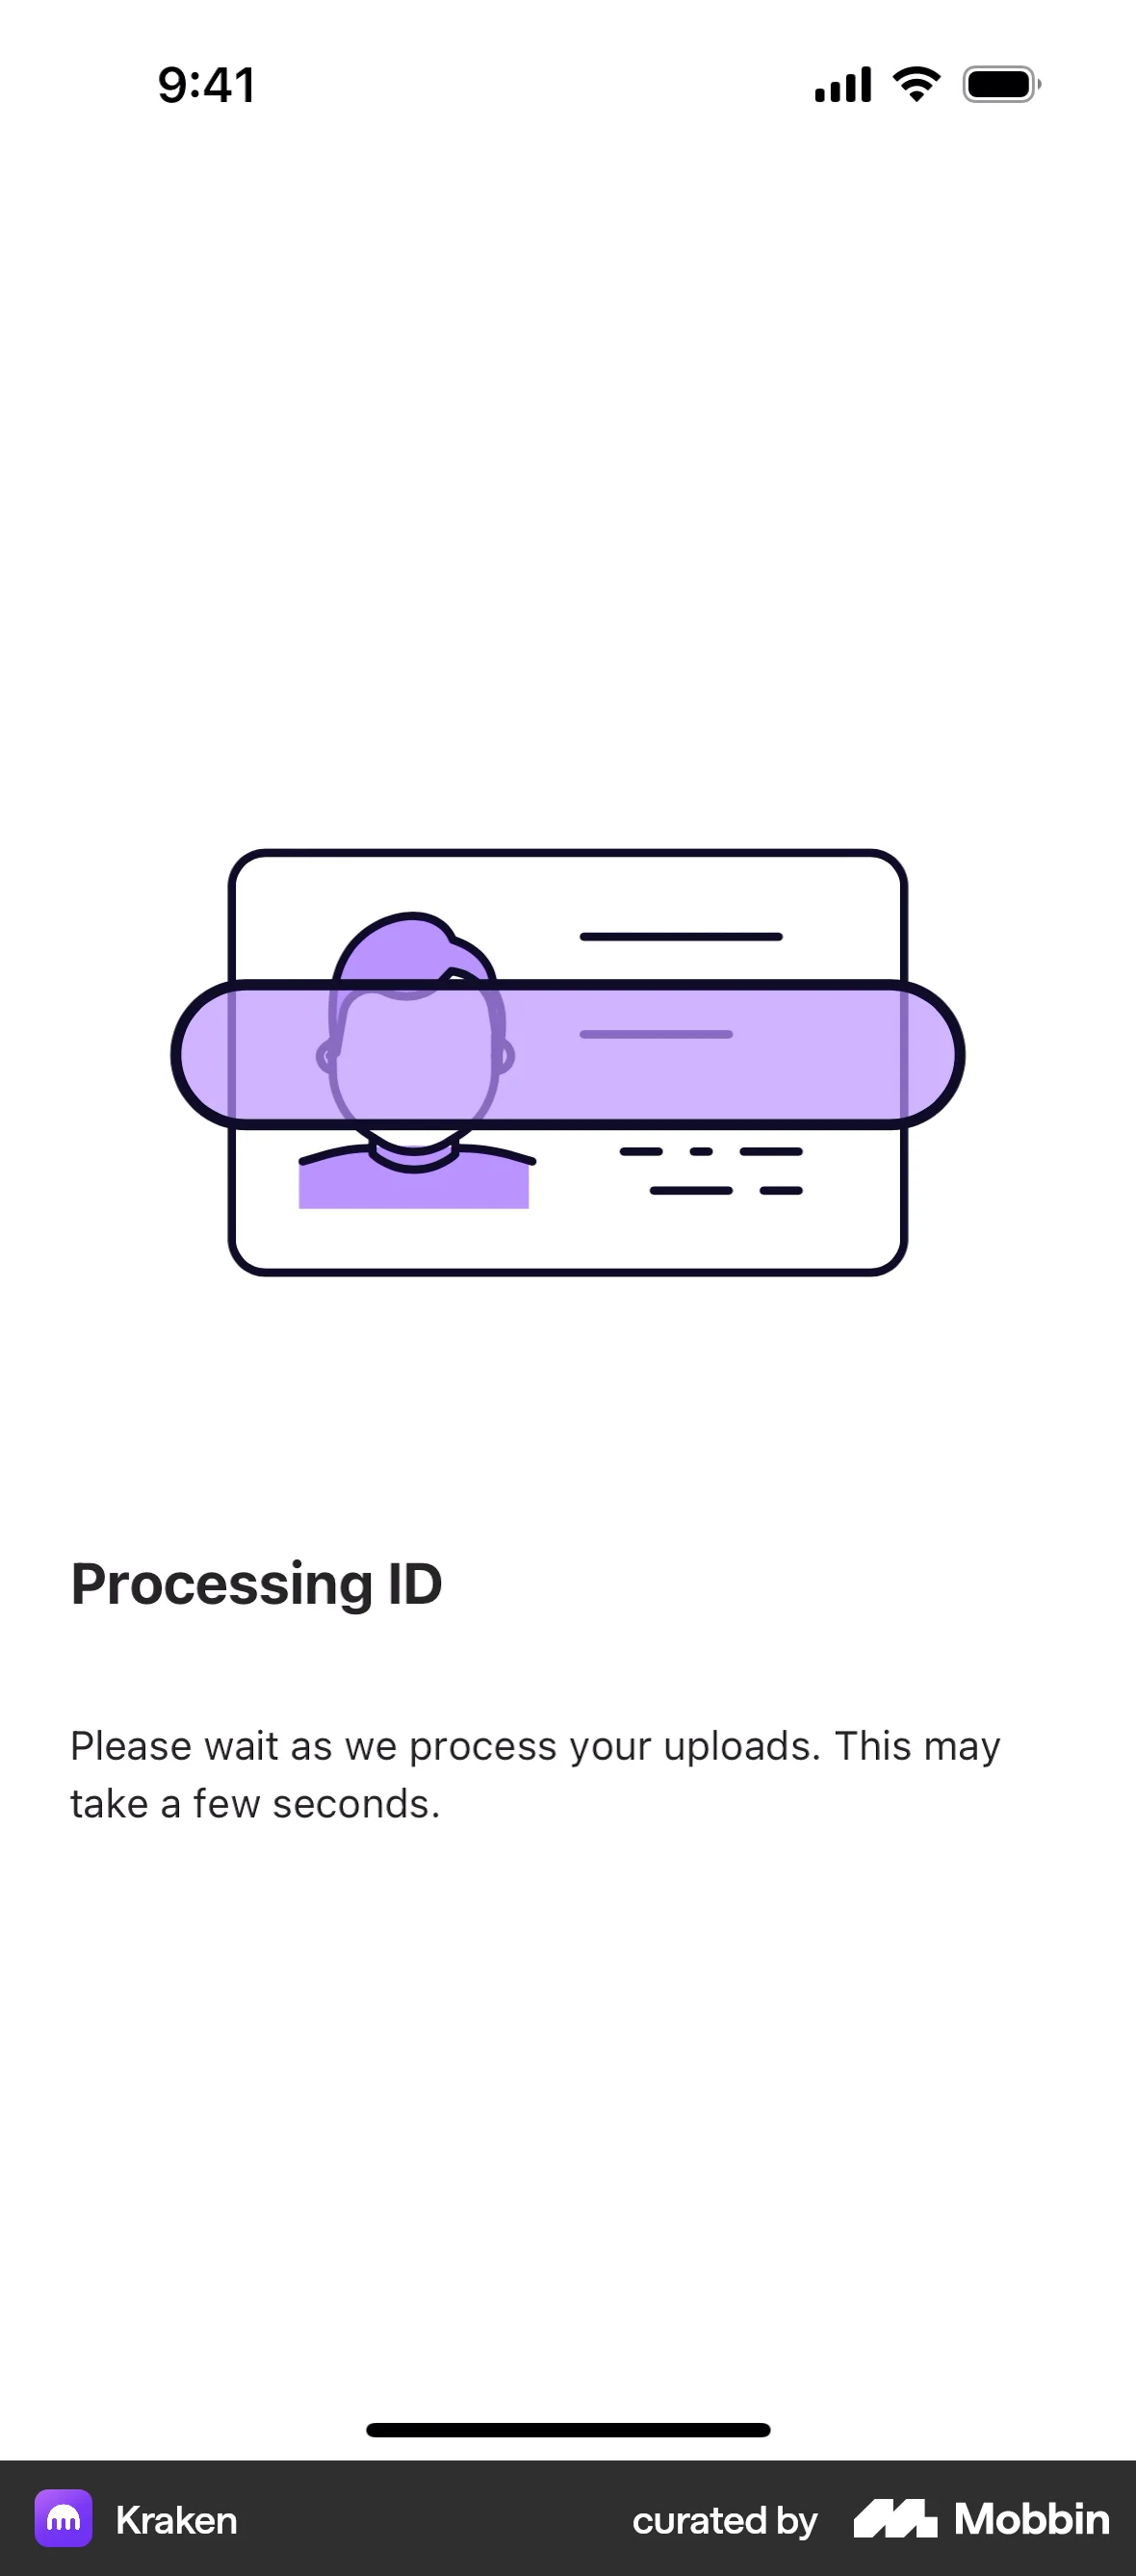 9:41
Processing ID
Please wait as we process your uploads. This may
take a few seconds.
Kraken
curated by Mobbin